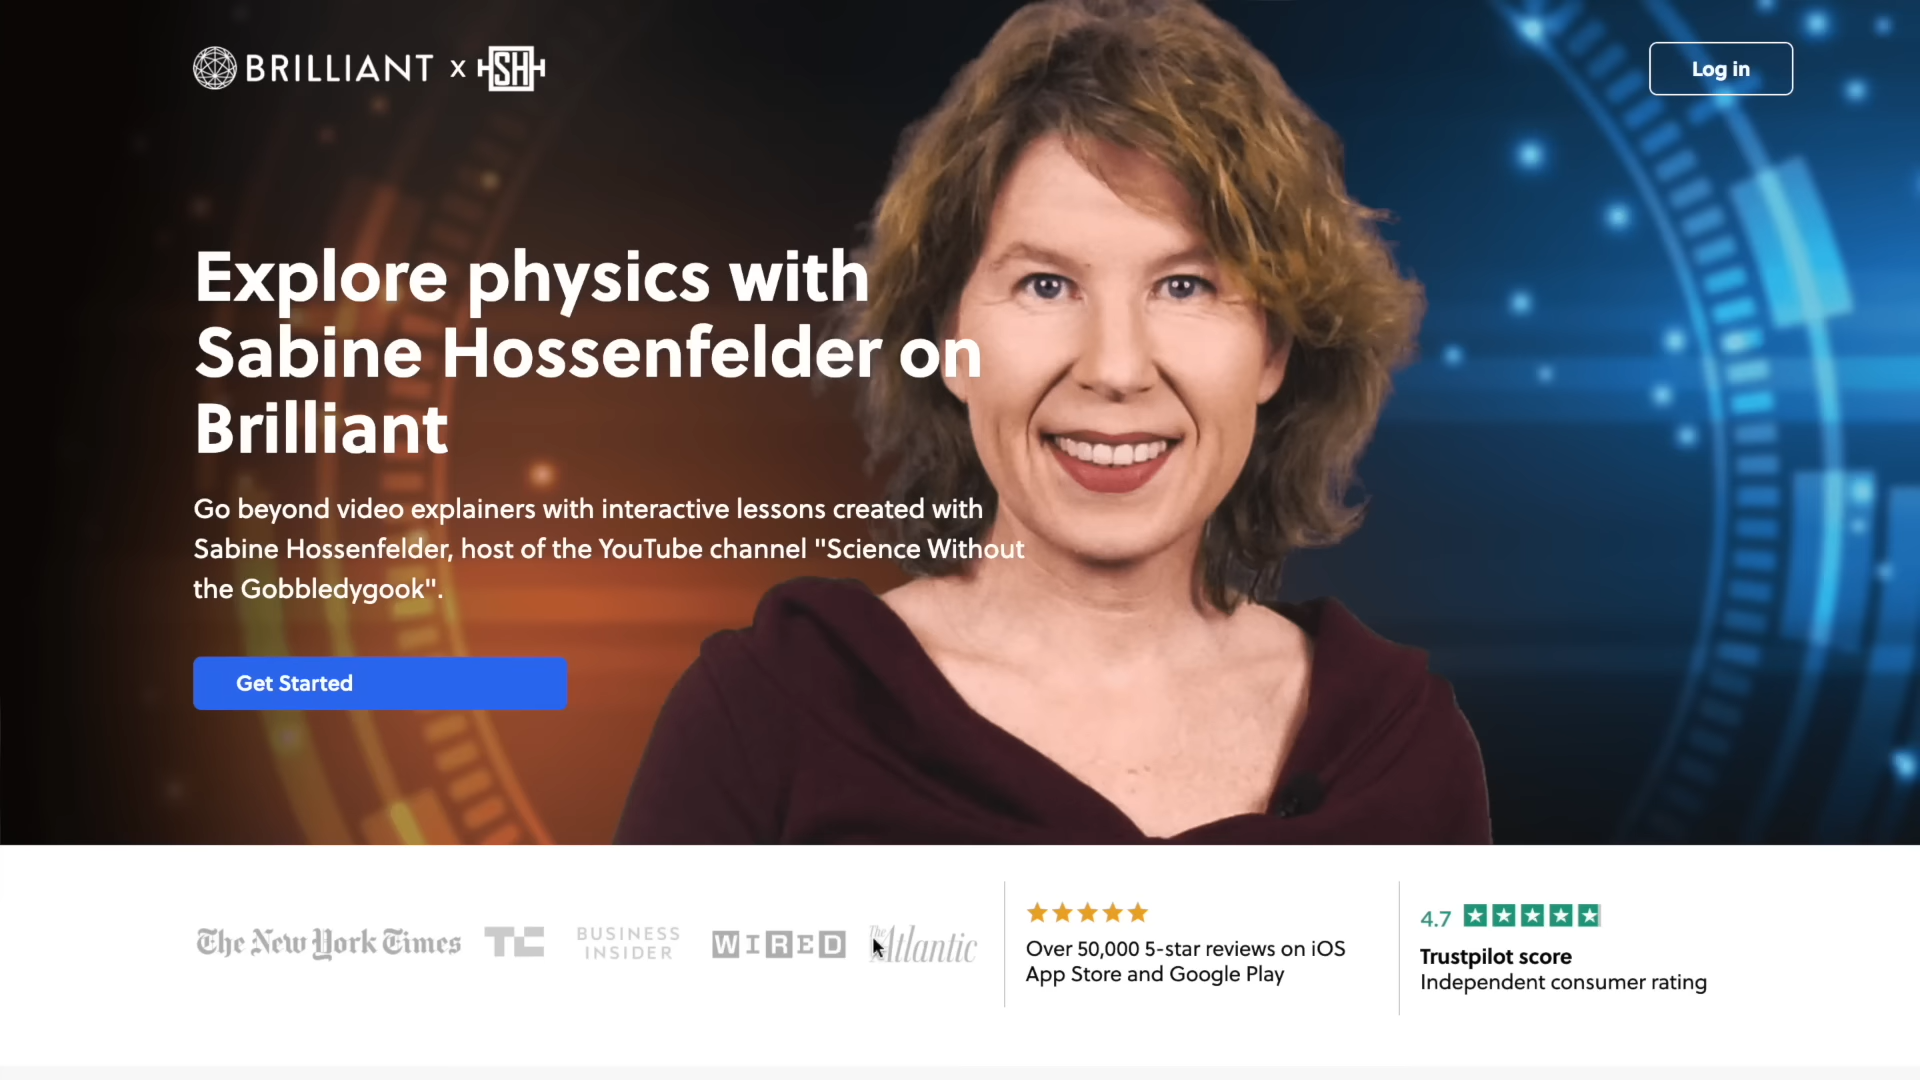 BRILLIANT x SH
Log in
Explore physics with
Sabine Hossenfelder on
Brilliant
Go beyond video explainers with interactive lessons created with
Sabine Hossenfelder, host of the YouTube channel "Science Without
the Gobbledygook".
Get Started
The New York Times
TC
BUSINESS
INSIDER
WIRED
The Atlantic
Over 50,000 5-star reviews on iOS
App Store and Google Play
4.7
Trustpilot score
Independent consumer rating